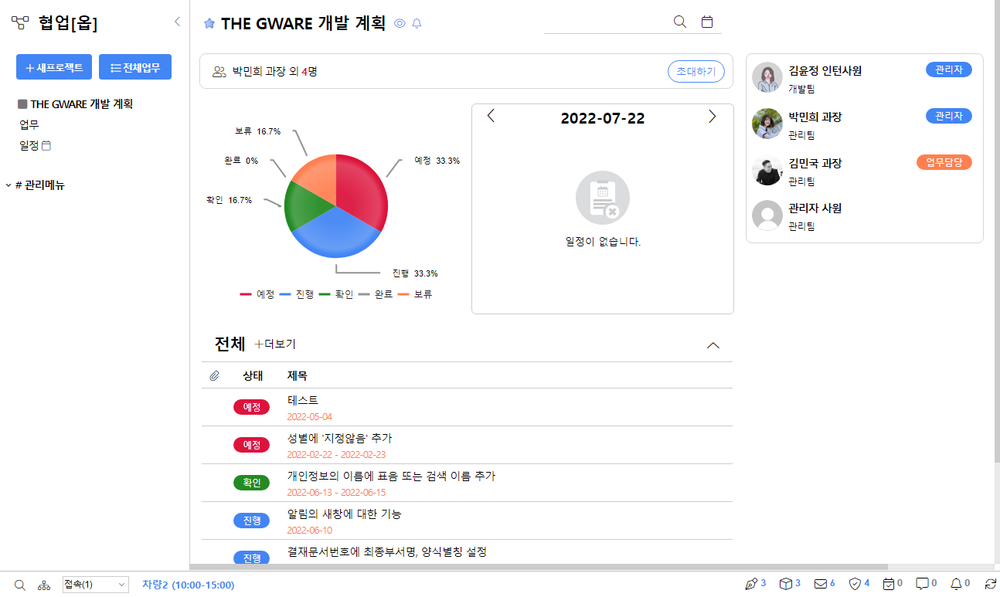 협업[옵]
+ 새프로젝트
전체업무
THE GWARE 개발 계획
업무
일정
# 관리메뉴
THE GWARE 개발 계획
박민희 과장 외 4명
초대하기
보류 16.7%
완료 0%
예정 33.3%
확인 16.7%
진행 33.3%
예정 진행 확인 완료 보류
2022-07-22
일정이 없습니다.
김윤정 인턴사원
관리자
개발팀
박민희 과장
관리자
관리팀
김민국 과장
업무담당
관리팀
관리자 사원
관리팀
전체 +더보기
상태 제목
예정 테스트
2022-05-04
예정 성별에 '지정않음' 추가
2022-02-22 - 2022-02-23
확인 개인정보의 이름에 표음 또는 검색 이름 추가
2022-06-13 - 2022-06-15
진행 알림의 새창에 대한 기능
2022-06-10
진행 결재문서번호에 최종부서명, 양식별칭 설정
접속(1) 차량2 (10:00-15:00) 3 3 6 4 0 0 0